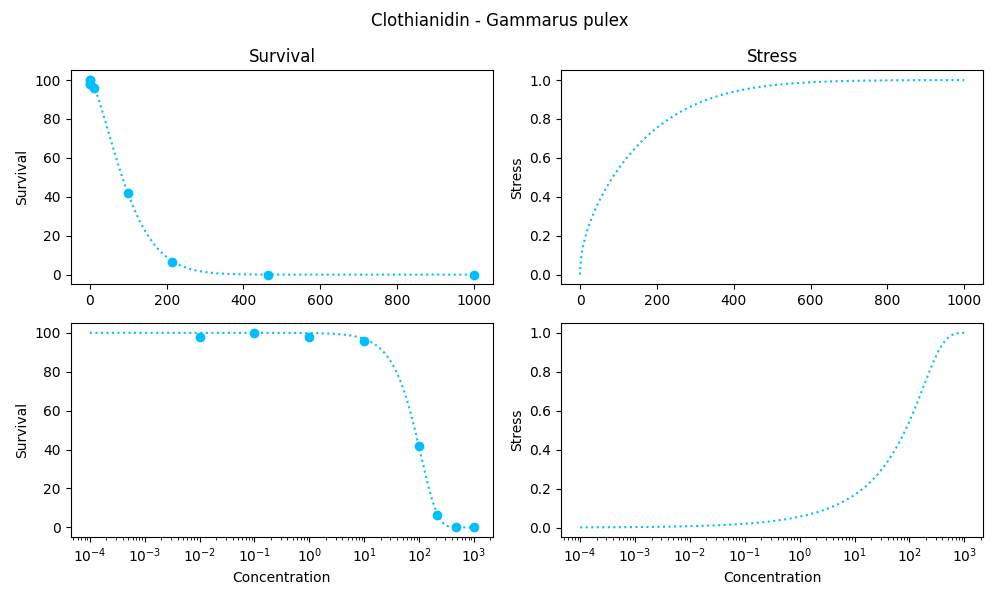 Clothianidin - Gammarus pulex
Survival
Stress
Survival
100
80
60
40
20
0
0 200 400 600 800 1000
Stress
1.0
0.8
0.6
0.4
0.2
0.0
0 200 400 600 800 1000
Survival
100
80
60
40
20
0
10⁻⁴ 10⁻³ 10⁻² 10⁻¹ 10⁰ 10¹ 10² 10³
Concentration
Stress
1.0
0.8
0.6
0.4
0.2
0.0
10⁻⁴ 10⁻³ 10⁻² 10⁻¹ 10⁰ 10¹ 10² 10³
Concentration